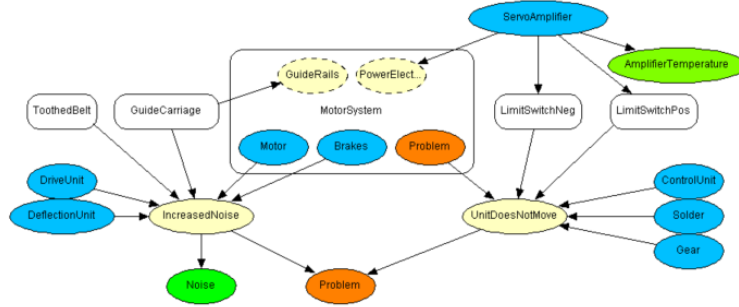 ServoAmplifier
GuideRails
PowerElect...
AmplifierTemperature
ToothedBelt
GuideCarriage
MotorSystem
LimitSwitchNeg
LimitSwitchPos
Motor
Brakes
Problem
DriveUnit
ControlUnit
DeflectionUnit
IncreasedNoise
UnitDoesNotMove
Solder
Gear
Noise
Problem